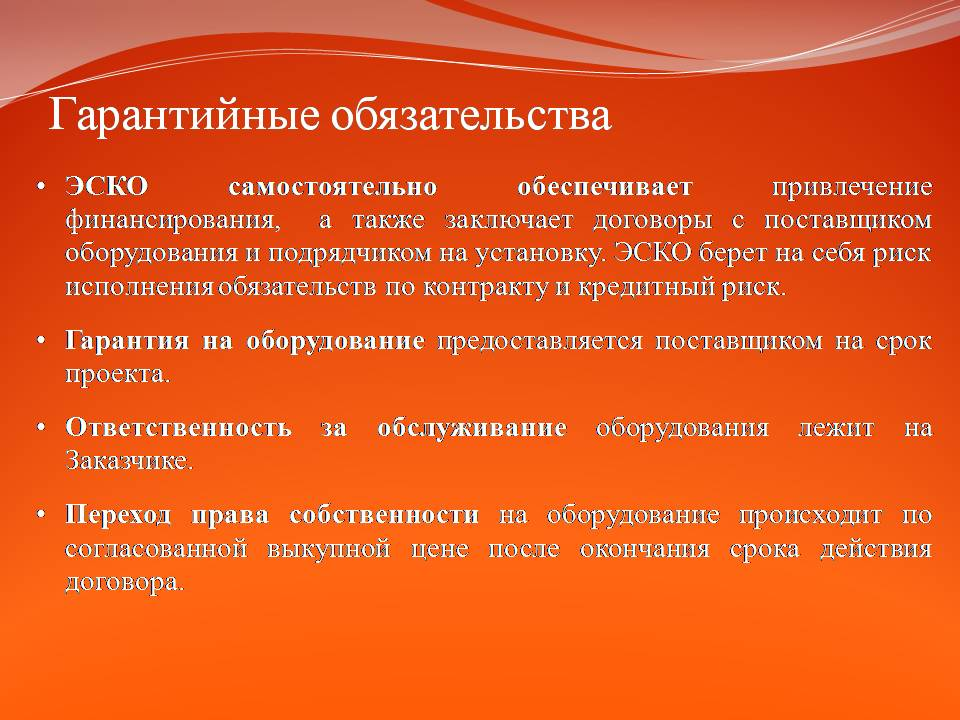 Гарантийные обязательства
• ЭСКО самостоятельно обеспечивает привлечение
финансирования, а также заключает договоры с поставщиком
оборудования и подрядчиком на установку. ЭСКО берет на себя риск
исполнения обязательств по контракту и кредитный риск.
• Гарантия на оборудование предоставляется поставщиком на срок
проекта.
• Ответственность за обслуживание оборудования лежит на
Заказчике.
• Переход права собственности на оборудование происходит по
согласованной выкупной цене после окончания срока действия
договора.